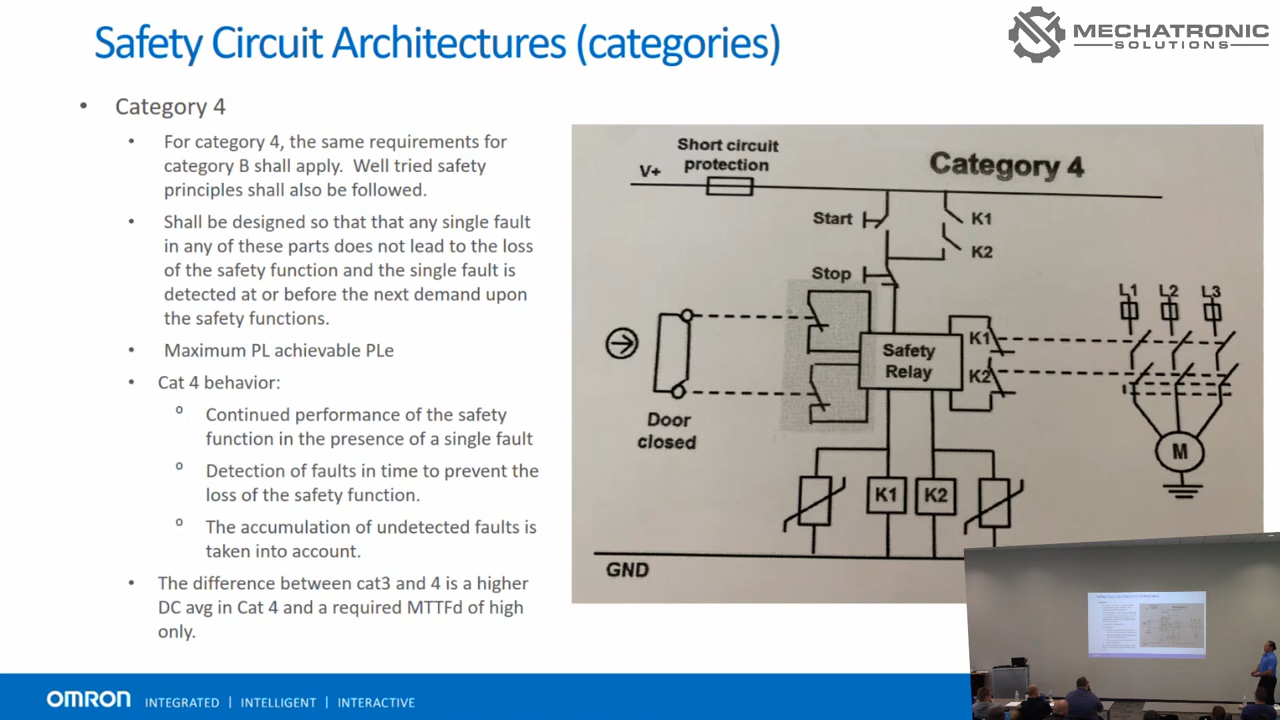 Safety Circuit Architectures (categories)
MECHATRONIC
SOLUTIONS
• Category 4
• For category 4, the same requirements for
category B shall apply. Well tried safety
principles shall also be followed.
• Shall be designed so that that any single fault
in any of these parts does not lead to the loss
of the safety function and the single fault is
detected at or before the next demand upon
the safety functions.
• Maximum PL achievable PLe
• Cat 4 behavior:
o Continued performance of the safety
function in the presence of a single fault
o Detection of faults in time to prevent the
loss of the safety function.
o The accumulation of undetected faults is
taken into account.
• The difference between cat3 and 4 is a higher
DC avg in Cat 4 and a required MTTFd of high
only.
Short circuit
protection
V+
Category 4
Start
K1
K2
Stop
L1 L2 L3
Safety
Relay
K1
K2
Door
closed
M
K1 K2
GND
OMRON INTEGRATED | INTELLIGENT | INTERACTIVE